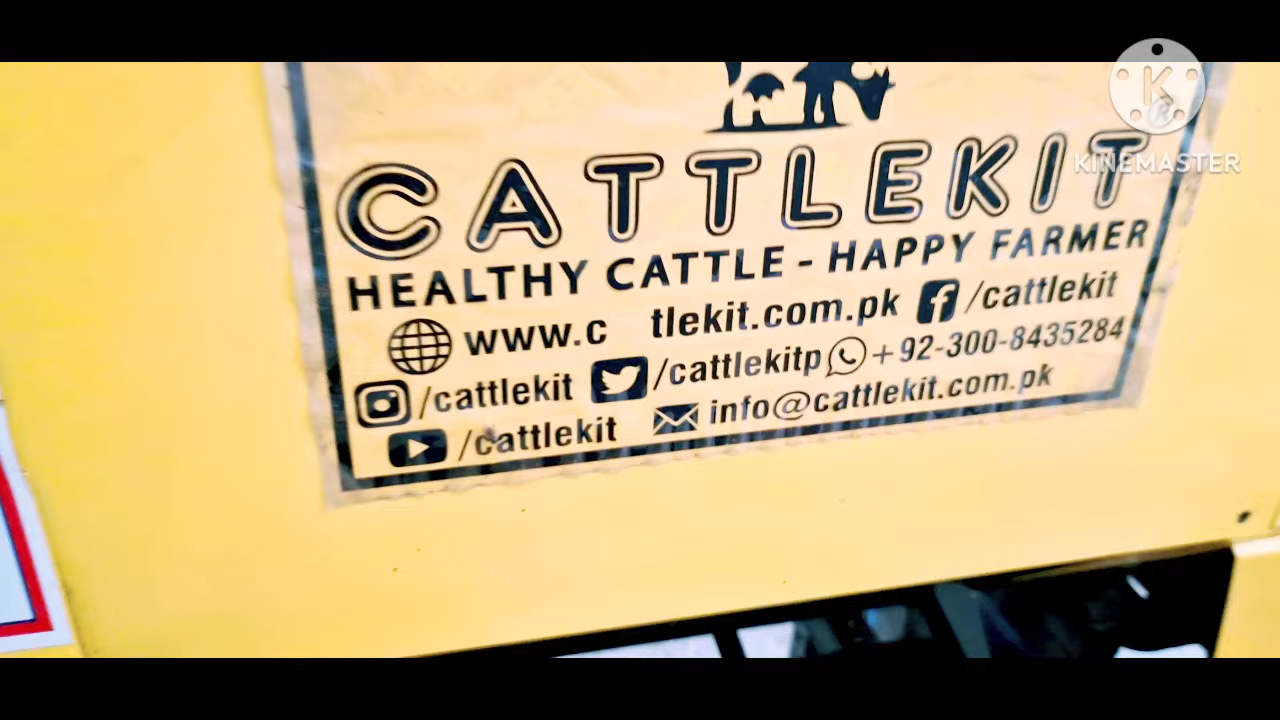 K
KINEMASTER
CATTLEKIT
HEALTHY CATTLE - HAPPY FARMER
www.c tlekit.com.pk /cattlekit
/cattlekit /cattlekitp +92-300-8435284
/cattlekit info@cattlekit.com.pk